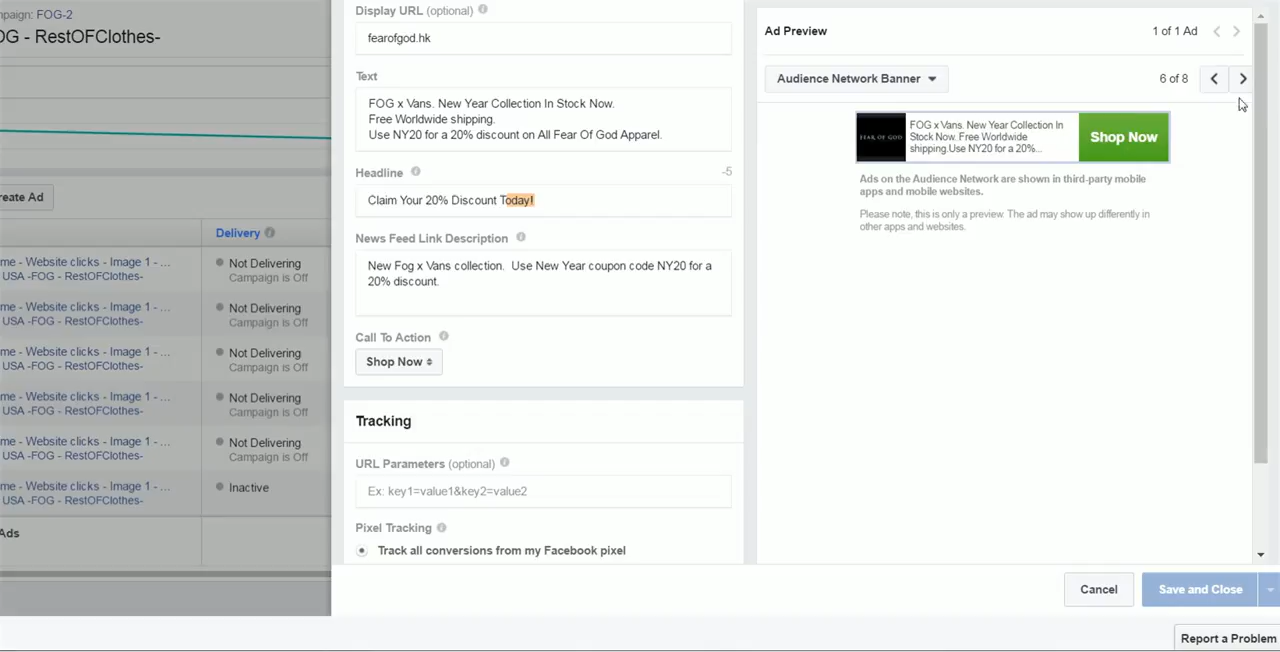 npaign: FOG-2
OG - RestOFClothes-
reate Ad
Delivery
me - Website clicks - Image 1 - ...
USA -FOG - RestOFClothes-
Not Delivering
Campaign is Off
me - Website clicks - Image 1 - ...
USA -FOG - RestOFClothes-
Not Delivering
Campaign is Off
me - Website clicks - Image 1 - ...
USA -FOG - RestOFClothes-
Not Delivering
Campaign is Off
me - Website clicks - Image 1 - ...
USA -FOG - RestOFClothes-
Not Delivering
Campaign is Off
me - Website clicks - Image 1 - ...
USA -FOG - RestOFClothes-
Not Delivering
Campaign is Off
me - Website clicks - Image 1 - ...
USA -FOG - RestOFClothes-
Inactive
Ads
Display URL (optional)
fearofgod.hk
Text
FOG x Vans. New Year Collection In Stock Now.
Free Worldwide shipping.
Use NY20 for a 20% discount on All Fear Of God Apparel.
Headline
-5
Claim Your 20% Discount Today!
News Feed Link Description
New Fog x Vans collection.  Use New Year coupon code NY20 for a
20% discount.
Call To Action
Shop Now
Tracking
URL Parameters (optional)
Ex: key1=value1&key2=value2
Pixel Tracking
Track all conversions from my Facebook pixel
Ad Preview
1 of 1 Ad
Audience Network Banner
6 of 8
FEAR OF GOD
FOG x Vans. New Year Collection In
Stock Now. Free Worldwide
shipping.Use NY20 for a 20%...
Shop Now
Ads on the Audience Network are shown in third-party mobile
apps and mobile websites.
Please note, this is only a preview. The ad may show up differently in
other apps and websites.
Cancel
Save and Close
Report a Problem